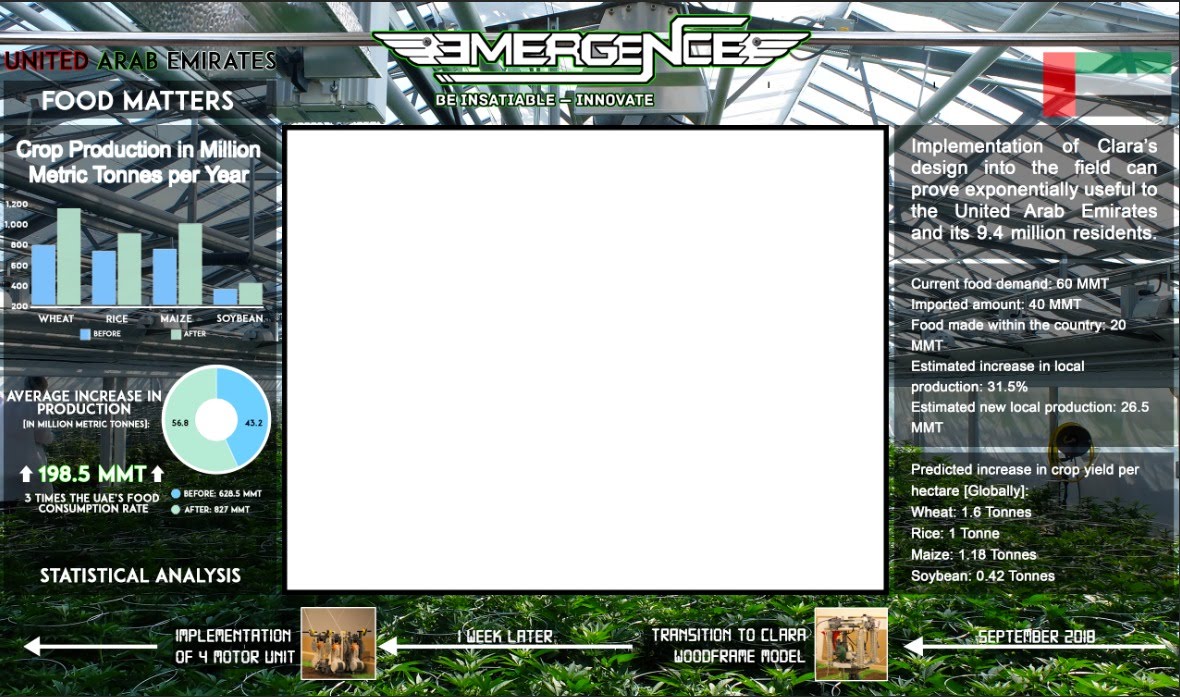 EMERGENCE
BE INSATIABLE – INNOVATE
UNITED ARAB EMIRATES
FOOD MATTERS
Crop Production in Million
Metric Tonnes per Year
1,200
1,000
800
600
400
200
WHEAT RICE MAIZE SOYBEAN
BEFORE AFTER
AVERAGE INCREASE IN
PRODUCTION
[IN MILLION METRIC TONNES]:
56.8 43.2
198.5 MMT
3 TIMES THE UAE'S FOOD
CONSUMPTION RATE
BEFORE: 628.5 MMT
AFTER: 827 MMT
STATISTICAL ANALYSIS
Implementation of Clara's
design into the field can
prove exponentially useful to
the United Arab Emirates
and its 9.4 million residents.
Current food demand: 60 MMT
Imported amount: 40 MMT
Food made within the country: 20
MMT
Estimated increase in local
production: 31.5%
Estimated new local production: 26.5
MMT
Predicted increase in crop yield per
hectare [Globally]:
Wheat: 1.6 Tonnes
Rice: 1 Tonne
Maize: 1.18 Tonnes
Soybean: 0.42 Tonnes
IMPLEMENTATION
OF 4 MOTOR UNIT
1 WEEK LATER
TRANSITION TO CLARA
WOODFRAME MODEL
SEPTEMBER 2018